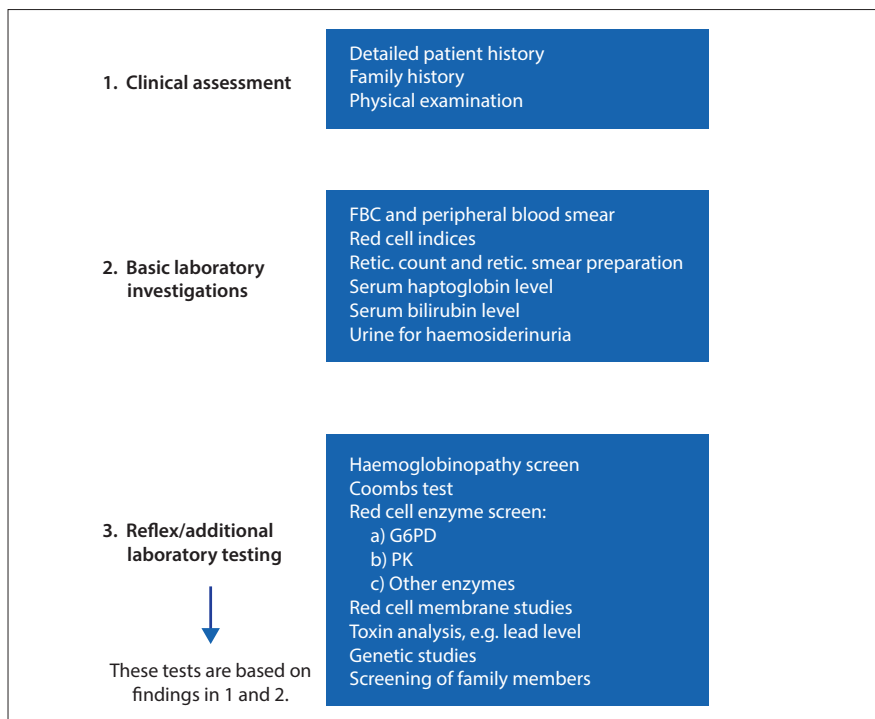 1. Clinical assessment
Detailed patient history
Family history
Physical examination
2. Basic laboratory
investigations
FBC and peripheral blood smear
Red cell indices
Retic. count and retic. smear preparation
Serum haptoglobin level
Serum bilirubin level
Urine for haemosiderinuria
3. Reflex/additional
laboratory testing
These tests are based on
findings in 1 and 2.
Haemoglobinopathy screen
Coombs test
Red cell enzyme screen:
a) G6PD
b) PK
c) Other enzymes
Red cell membrane studies
Toxin analysis, e.g. lead level
Genetic studies
Screening of family members